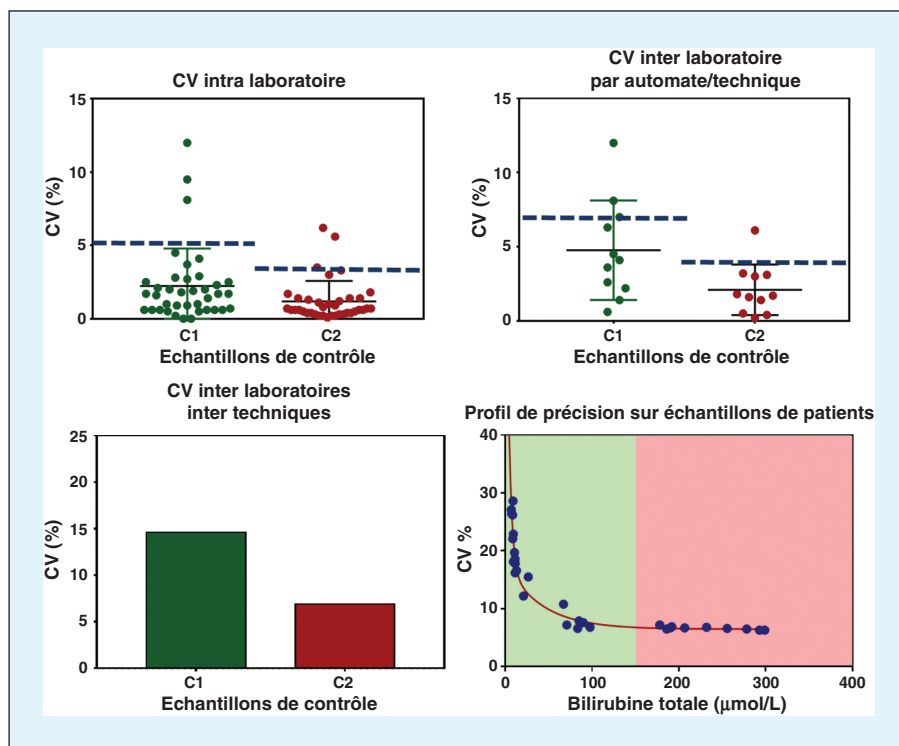 CV intra laboratoire
15
10
5
0
CV (%)
C1 C2
Echantillons de contrôle
CV inter laboratoire
par automate/technique
15
10
5
0
CV (%)
C1 C2
Echantillons de contrôle
CV inter laboratoires
inter techniques
25
20
15
10
5
0
CV (%)
C1 C2
Echantillons de contrôle
Profil de précision sur échantillons de patients
40
30
20
10
0
CV %
0 100 200 300 400
Bilirubine totale (μmol/L)